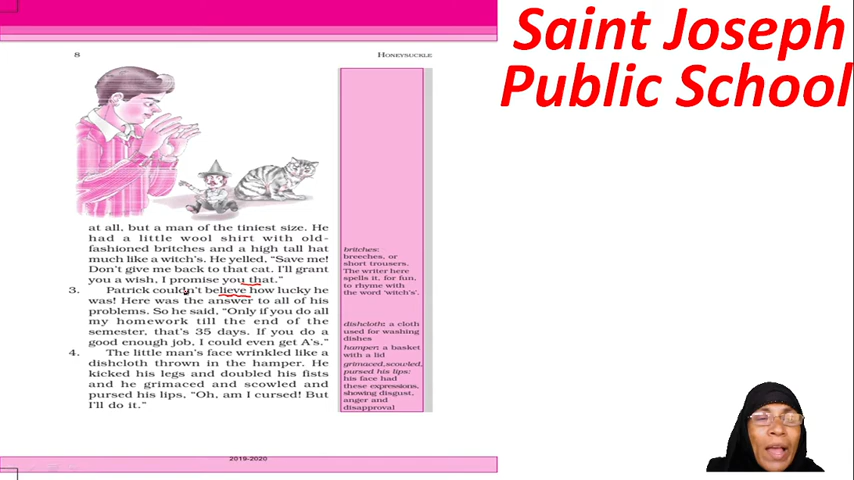 Saint Joseph
Public School
8
HONEYSUCKLE
at all, but a man of the tiniest size. He
had a little wool shirt with old-
fashioned britches and a high tall hat
much like a witch's. He yelled, “Save me!
Don't give me back to that cat. I'll grant
you a wish, I promise you that.”
3. Patrick couldn't believe how lucky he
was! Here was the answer to all of his
problems. So he said, “Only if you do all
my homework till the end of the
semester, that's 35 days. If you do a
good enough job, I could even get A's.”
4. The little man's face wrinkled like a
dishcloth thrown in the hamper. He
kicked his legs and doubled his fists
and he grimaced and scowled and
pursed his lips, “Oh, am I cursed! But
I'll do it.”
britches:
breeches, or
short trousers.
The writer here
spells it, for fun,
to rhyme with
the word ‘witch’s’.
dishcloth: a cloth
used for washing
dishes
hamper: a basket
with a lid
grimaced, scowled,
pursed his lips:
his face had
these expressions,
showing disgust,
anger and
disapproval
2019-2020